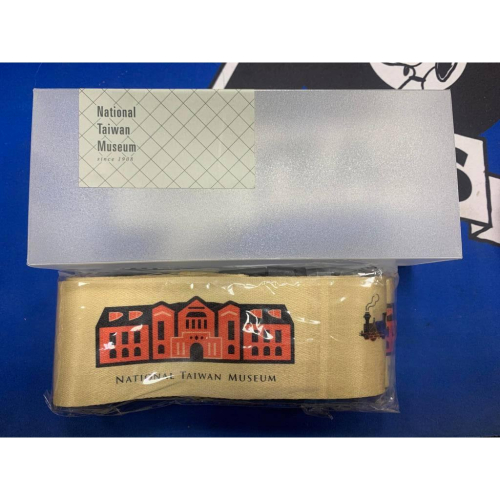 National
Taiwan
Museum
since 1908
NATIONAL TAIWAN MUSEUM